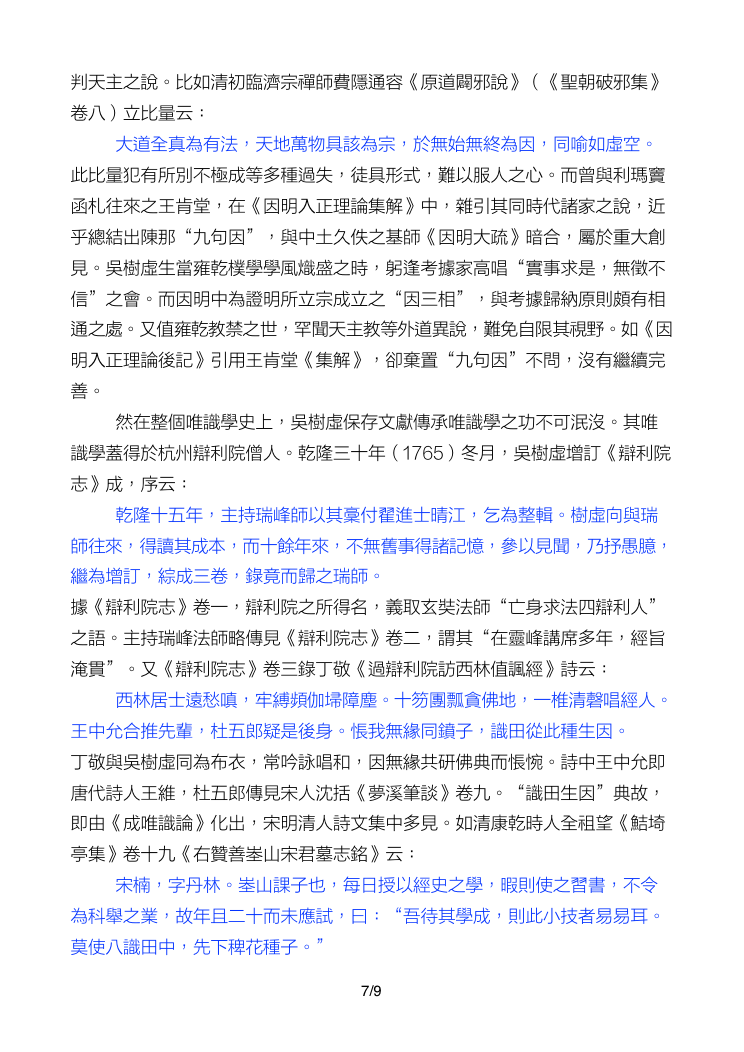 判天主之說。比如清初臨濟宗禪師費隱通容《原道闢邪說》（《聖朝破邪集》
卷八）立比量云：
大道全真為有法，天地萬物具該為宗，於無始無終為因，同喻如虛空。
此比量犯有所別不極成等多種過失，徒具形式，難以服人之心。而曾與利瑪竇
函札往來之王肯堂，在《因明入正理論集解》中，雜引其同時代諸家之說，近
乎總結出陳那“九句因”，與中土久佚之基師《因明大疏》暗合，屬於重大創
見。吳樹虛生當雍乾樸學學風熾盛之時，躬逢考據家高唱“實事求是，無徵不
信”之會。而因明中為證明所立宗成立之“因三相”，與考據歸納原則頗有相
通之處。又值雍乾教禁之世，罕聞天主教等外道異說，難免自限其視野。如《因
明入正理論後記》引用王肯堂《集解》，卻棄置“九句因”不問，沒有繼續完
善。
然在整個唯識學史上，吳樹虛保存文獻傳承唯識學之功不可泯沒。其唯
識學蓋得於杭州辯利院僧人。乾隆三十年（1765）冬月，吳樹虛增訂《辯利院
志》成，序云：
乾隆十五年，主持瑞峰師以其稾付翟進士晴江，乞為整輯。樹虛向與瑞
師往來，得讀其成本，而十餘年來，不無舊事得諸記憶，參以見聞，乃抒愚臆，
繼為增訂，綜成三卷，錄竟而歸之瑞師。
據《辯利院志》卷一，辯利院之所得名，義取玄奘法師“亡身求法四辯利人”
之語。主持瑞峰法師略傳見《辯利院志》卷二，謂其“在靈峰講席多年，經旨
淹貫”。又《辯利院志》卷三錄丁敬《過辯利院訪西林值諷經》詩云：
西林居士遠愁嗔，牢縛頻伽埽障塵。十笏團瓢貪佛地，一椎清磬唱經人。
王中允合推先輩，杜五郎疑是後身。悵我無緣同鐼子，識田從此種生因。
丁敬與吳樹虛同為布衣，常吟詠唱和，因無緣共研佛典而悵惋。詩中王中允即
唐代詩人王維，杜五郎傳見宋人沈括《夢溪筆談》卷九。“識田生因”典故，
即由《成唯識論》化出，宋明清人詩文集中多見。如清康乾時人全祖望《鮚埼
亭集》卷十九《右贊善崟山宋君墓志銘》云：
宋楠，字丹林。崟山課子也，每日授以經史之學，暇則使之習書，不令
為科舉之業，故年且二十而未應試，曰：“吾待其學成，則此小技者易易耳。
莫使八識田中，先下稗花種子。”
7/9